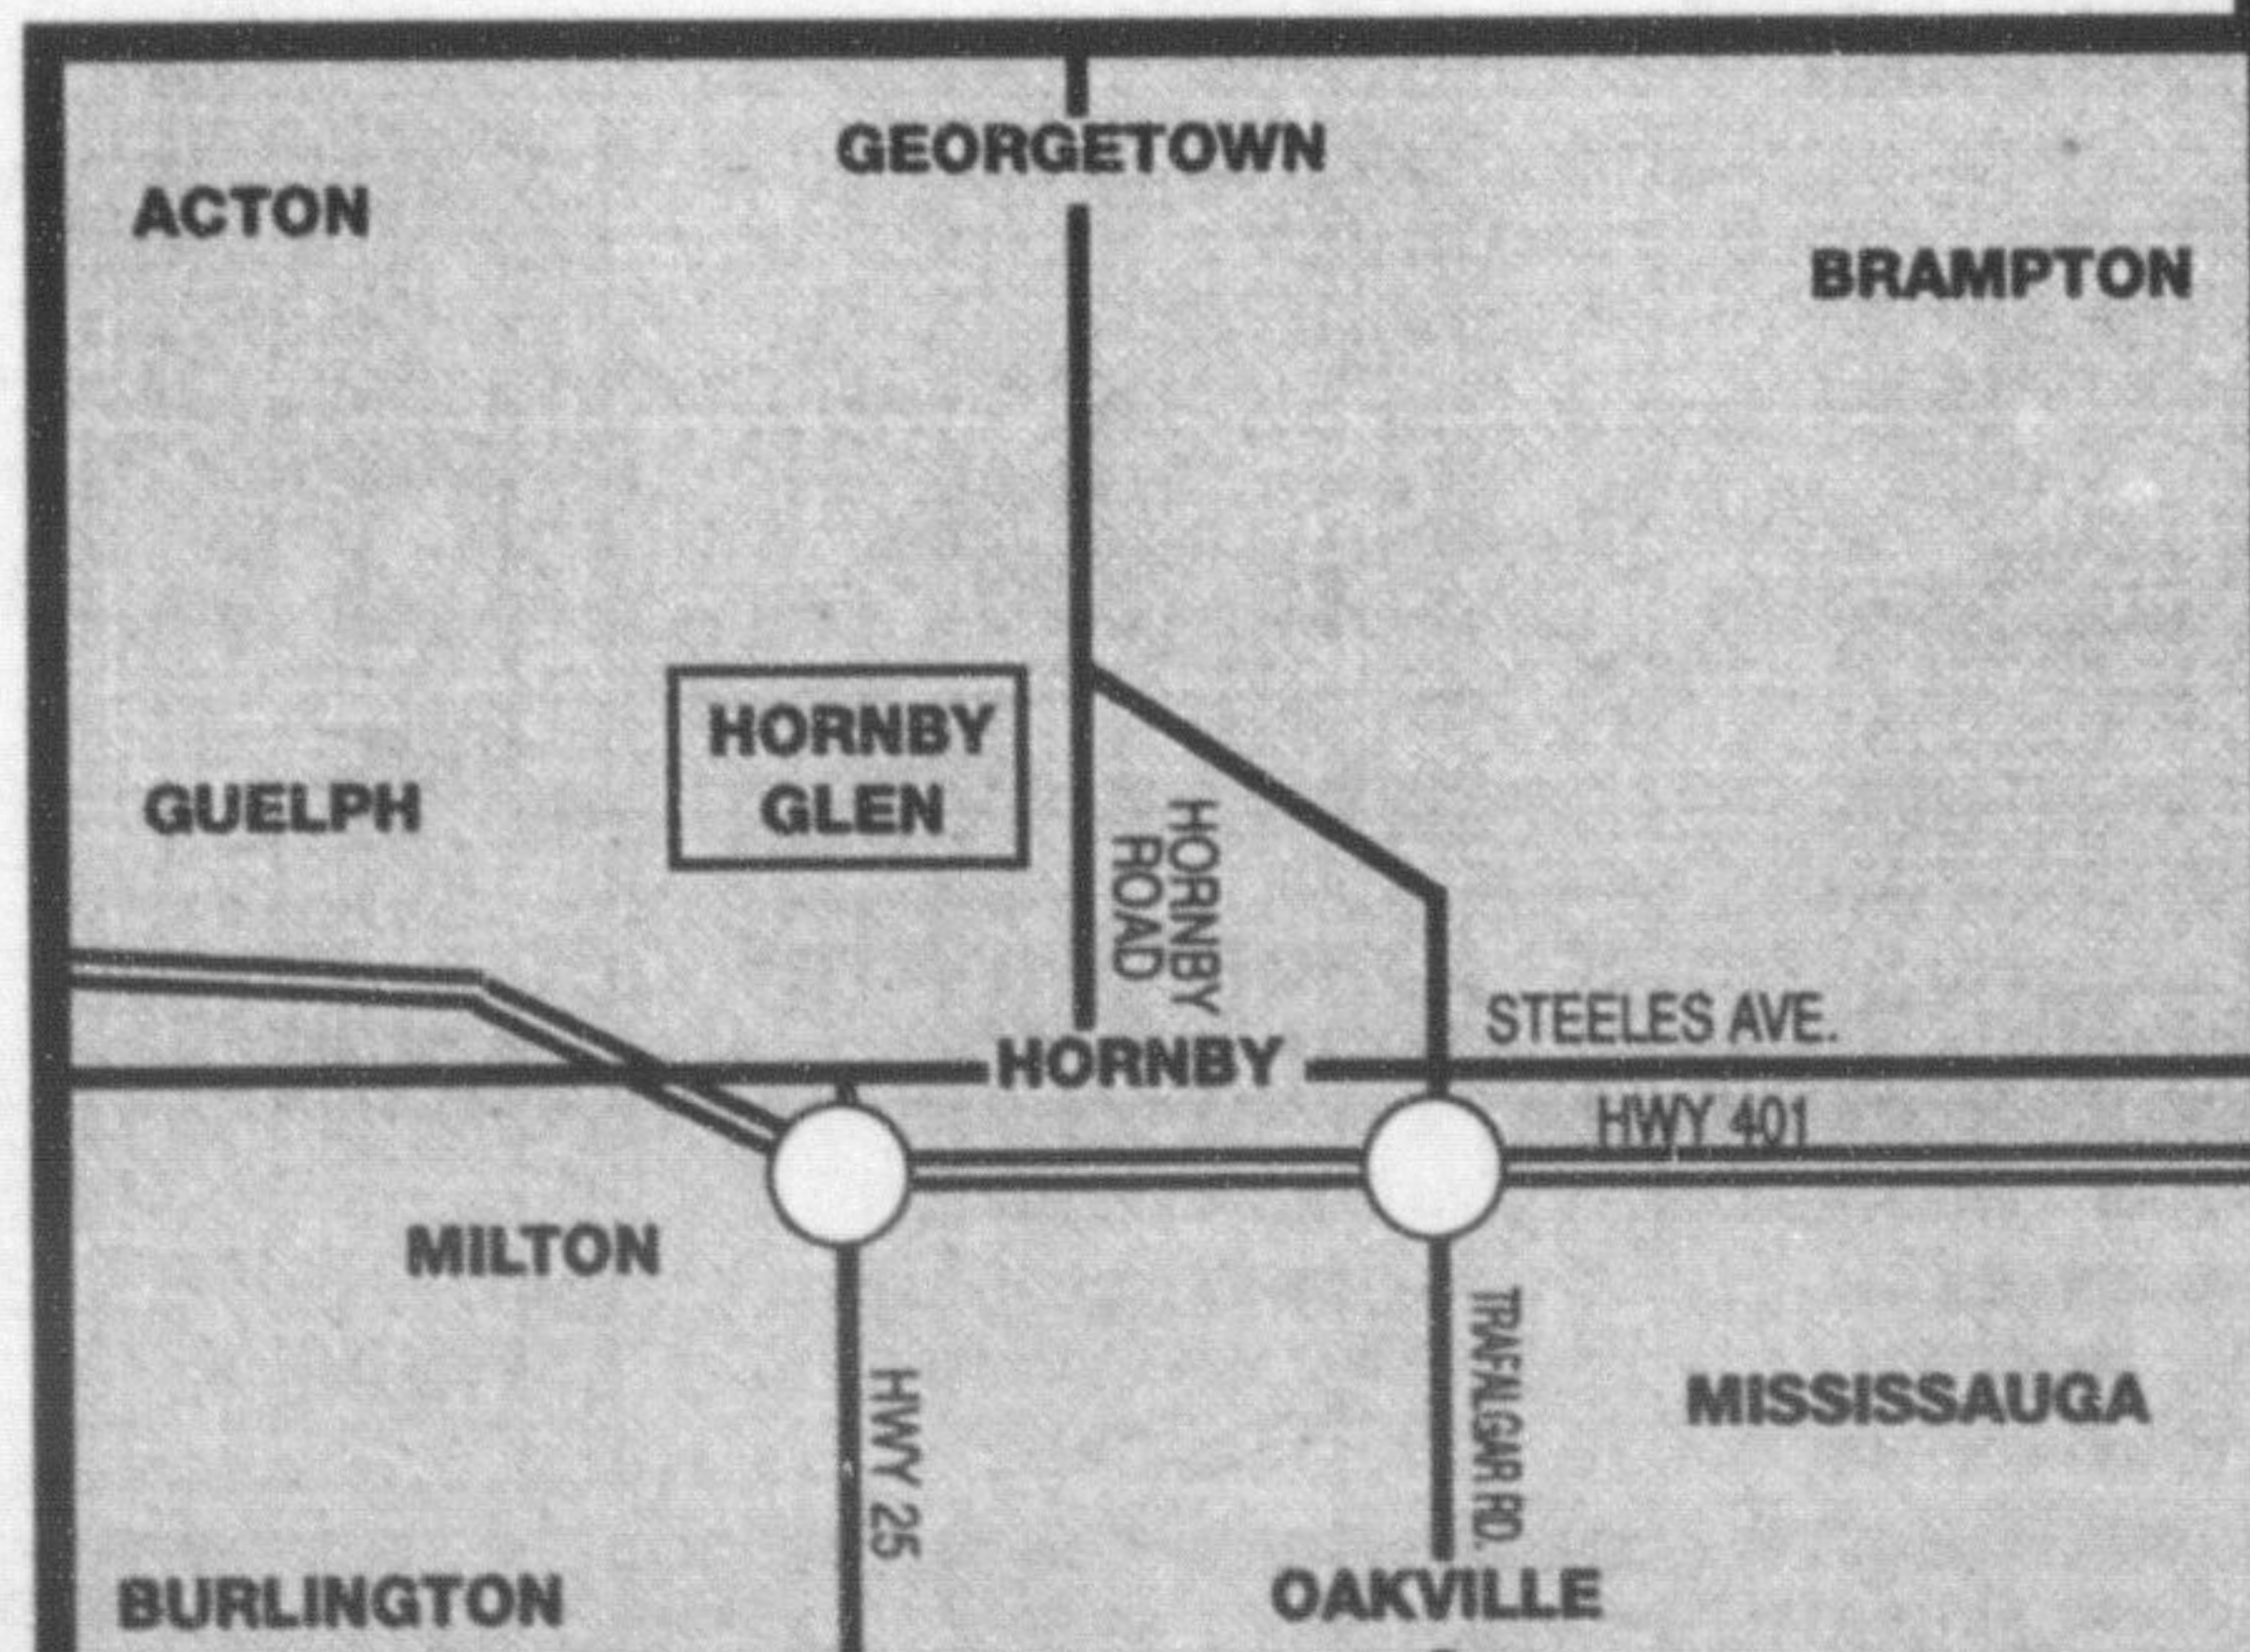 GEORGETOWN
ACTON
BRAMPTON
HORNBY
GLEN
GUELPH
HORNBY
ROAD
STEELES AVE.
HORNBY
HWY 401
MILTON
TRAFALGAR RD.
HWY 25
MISSISSAUGA
BURLINGTON
OAKVILLE